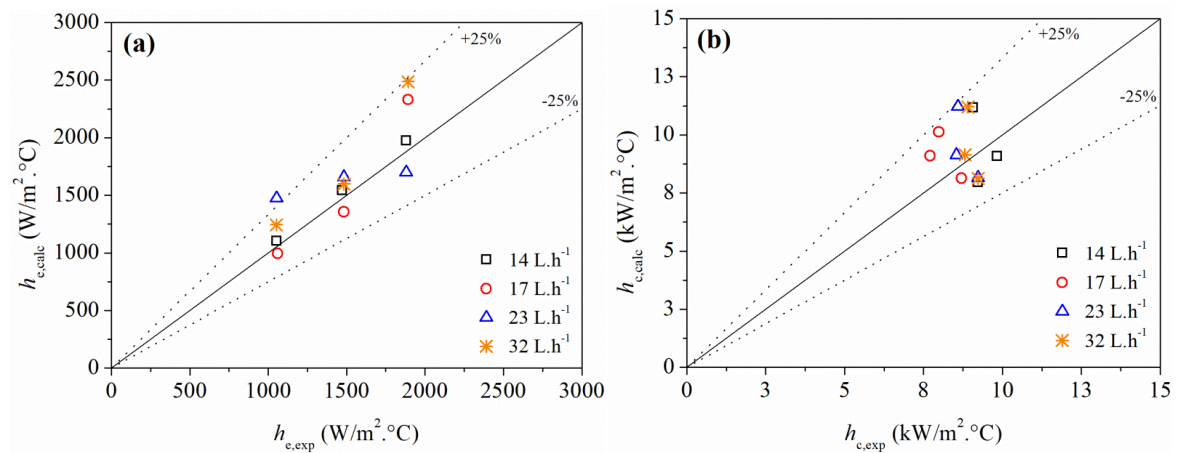 (a)
+25%
-25%
3000
2500
2000
1500
1000
500
0
h_e,calc (W/m².°C)
14 L.h⁻¹
17 L.h⁻¹
23 L.h⁻¹
32 L.h⁻¹
0 500 1000 1500 2000 2500 3000
h_e,exp (W/m².°C)
(b)
+25%
-25%
15
13
10
8
5
3
0
h_c,calc (kW/m².°C)
14 L.h⁻¹
17 L.h⁻¹
23 L.h⁻¹
32 L.h⁻¹
0 3 5 8 10 13 15
h_c,exp (kW/m².°C)